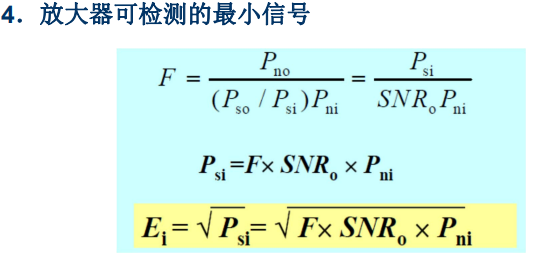 4．放大器可检测的最小信号
F = P_no / ((P_so / P_si) P_ni) = P_si / (SNR_o P_ni)
P_si =F× SNR_o × P_ni
E_i = √P_si = √(F× SNR_o × P_ni)